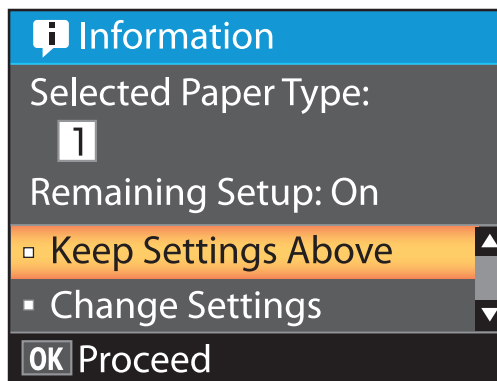 Information
Selected Paper Type:
1
Remaining Setup: On
Keep Settings Above
Change Settings
OK Proceed